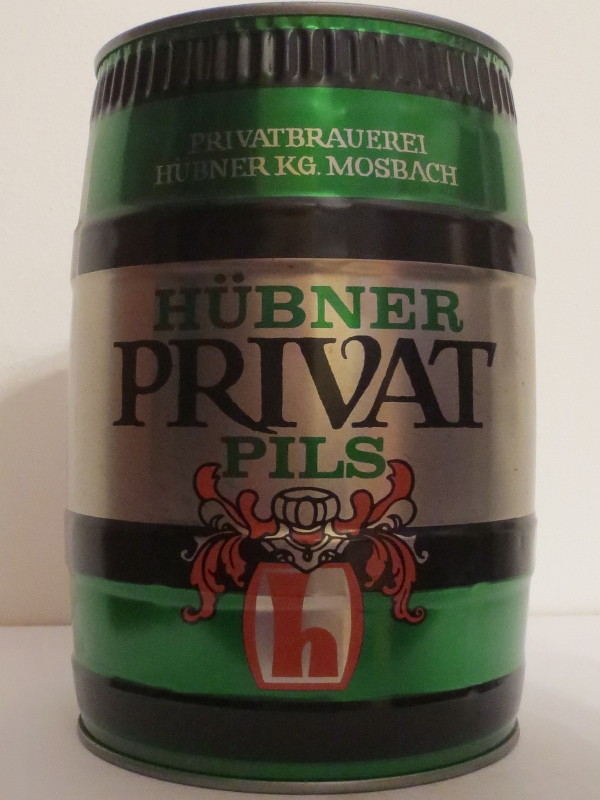 PRIVATBRAUEREI
HÜBNER KG. MOSBACH
HÜBNER
PRIVAT
PILS
h